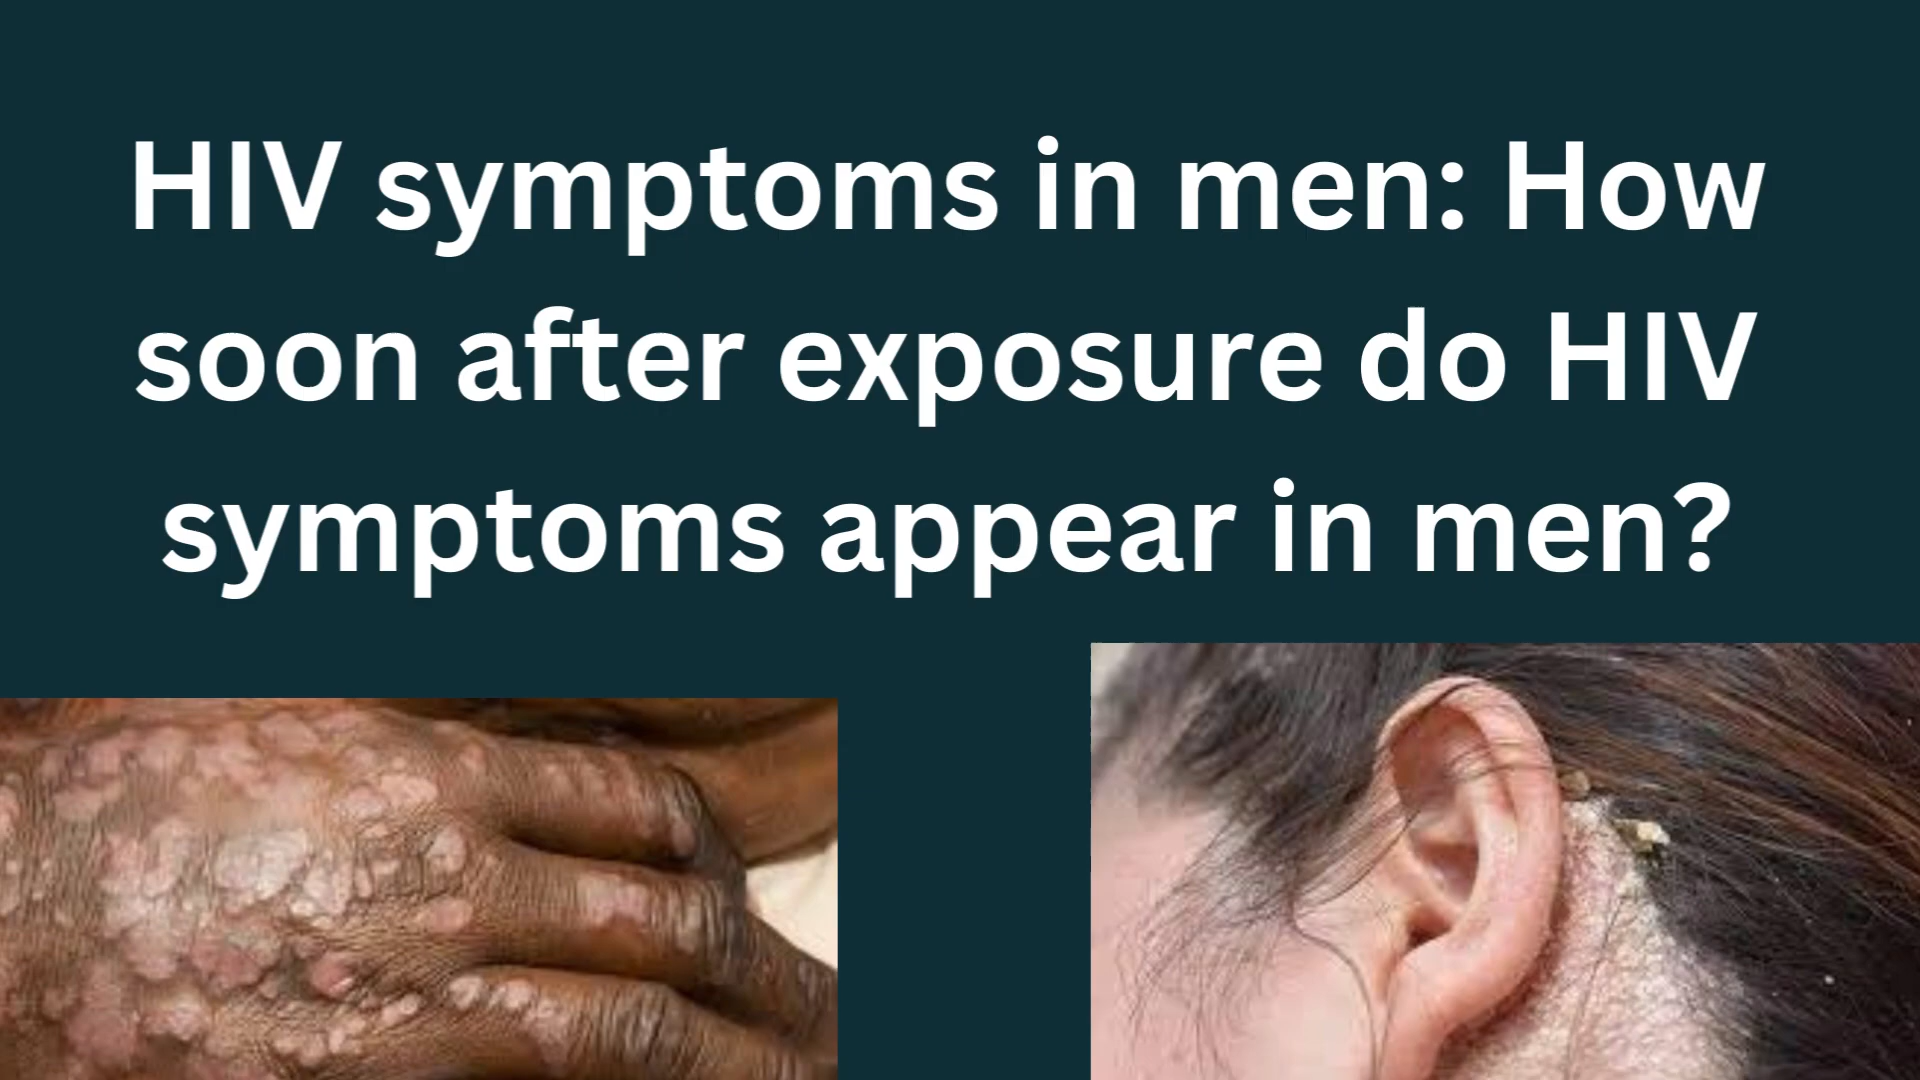 HIV symptoms in men: How
soon after exposure do HIV
symptoms appear in men?